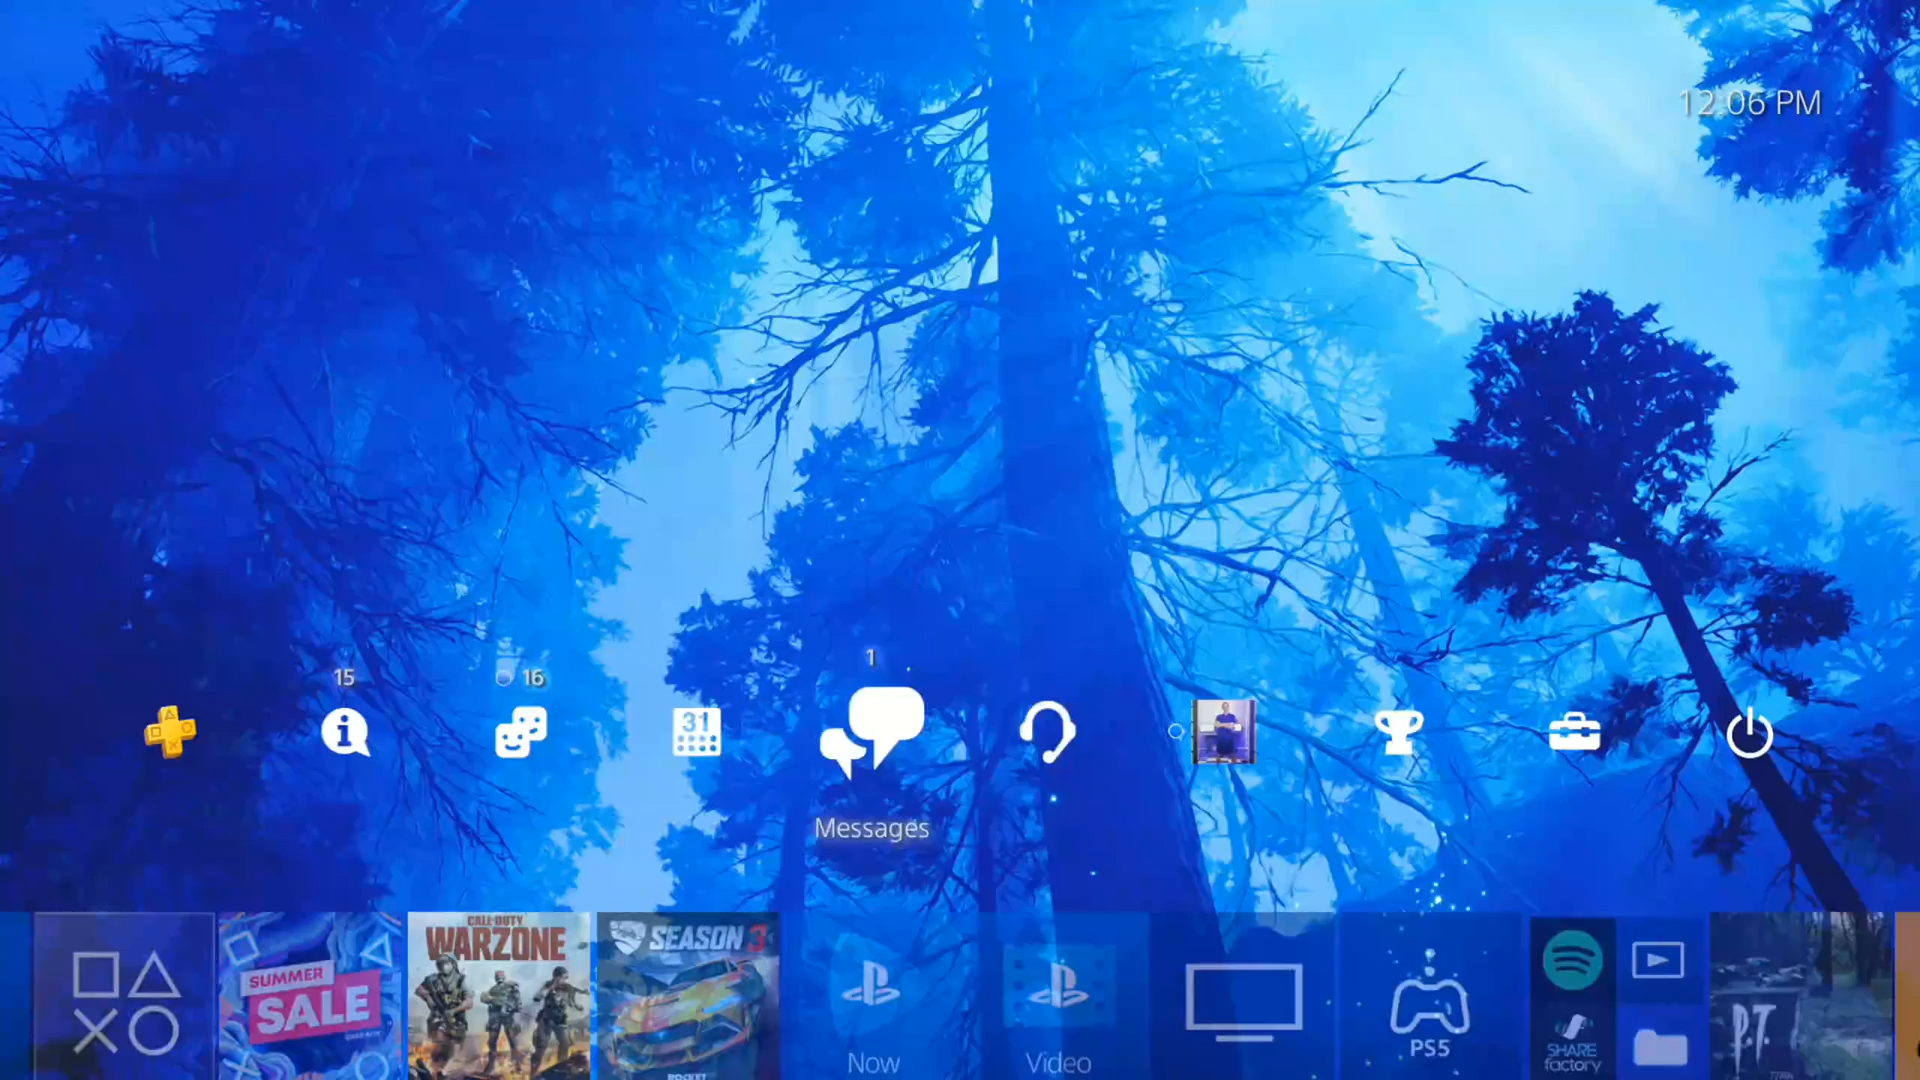 12:06 PM
15
16
1
31
Messages
SUMMER
SALE
CALL OF DUTY
WARZONE
SEASON 3
ROCKET
Now
Video
PS5
SHARE
factory
P.T.